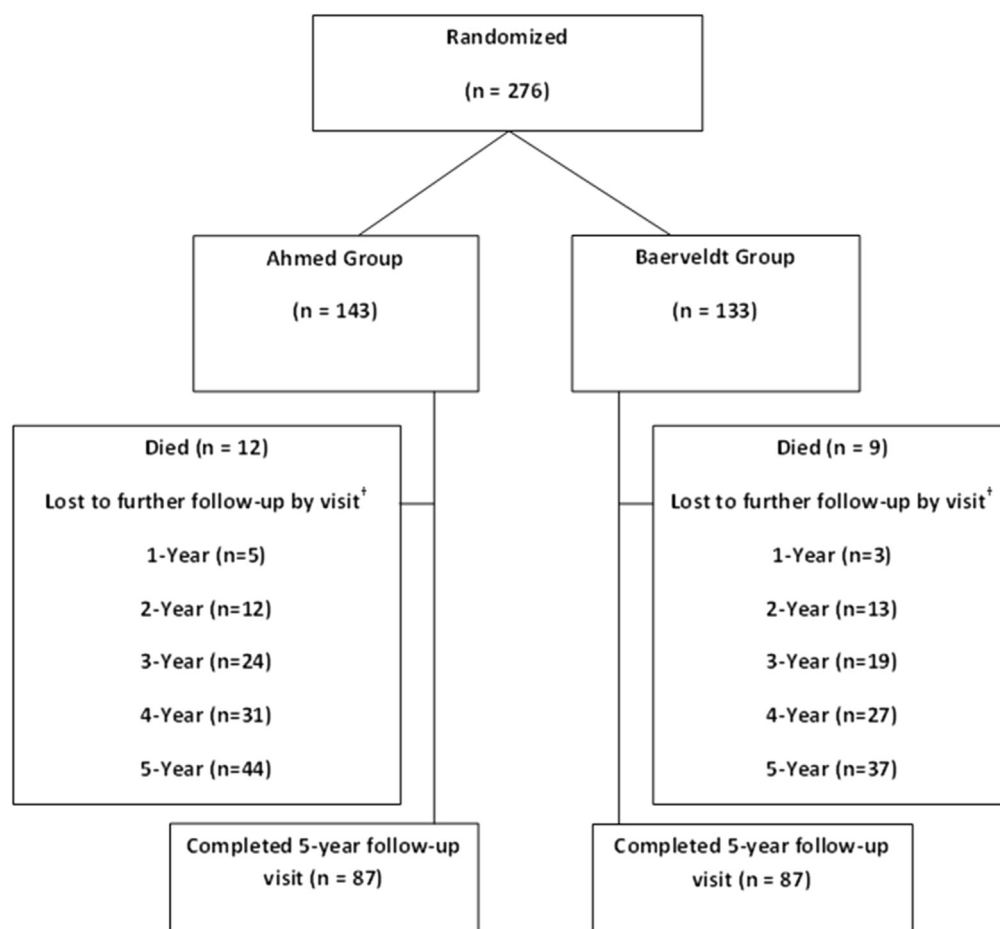 Randomized
(n = 276)
Ahmed Group
(n = 143)
Baerveldt Group
(n = 133)
Died (n = 12)
Lost to further follow-up by visit†
1-Year (n=5)
2-Year (n=12)
3-Year (n=24)
4-Year (n=31)
5-Year (n=44)
Died (n = 9)
Lost to further follow-up by visit†
1-Year (n=3)
2-Year (n=13)
3-Year (n=19)
4-Year (n=27)
5-Year (n=37)
Completed 5-year follow-up
visit (n = 87)
Completed 5-year follow-up
visit (n = 87)